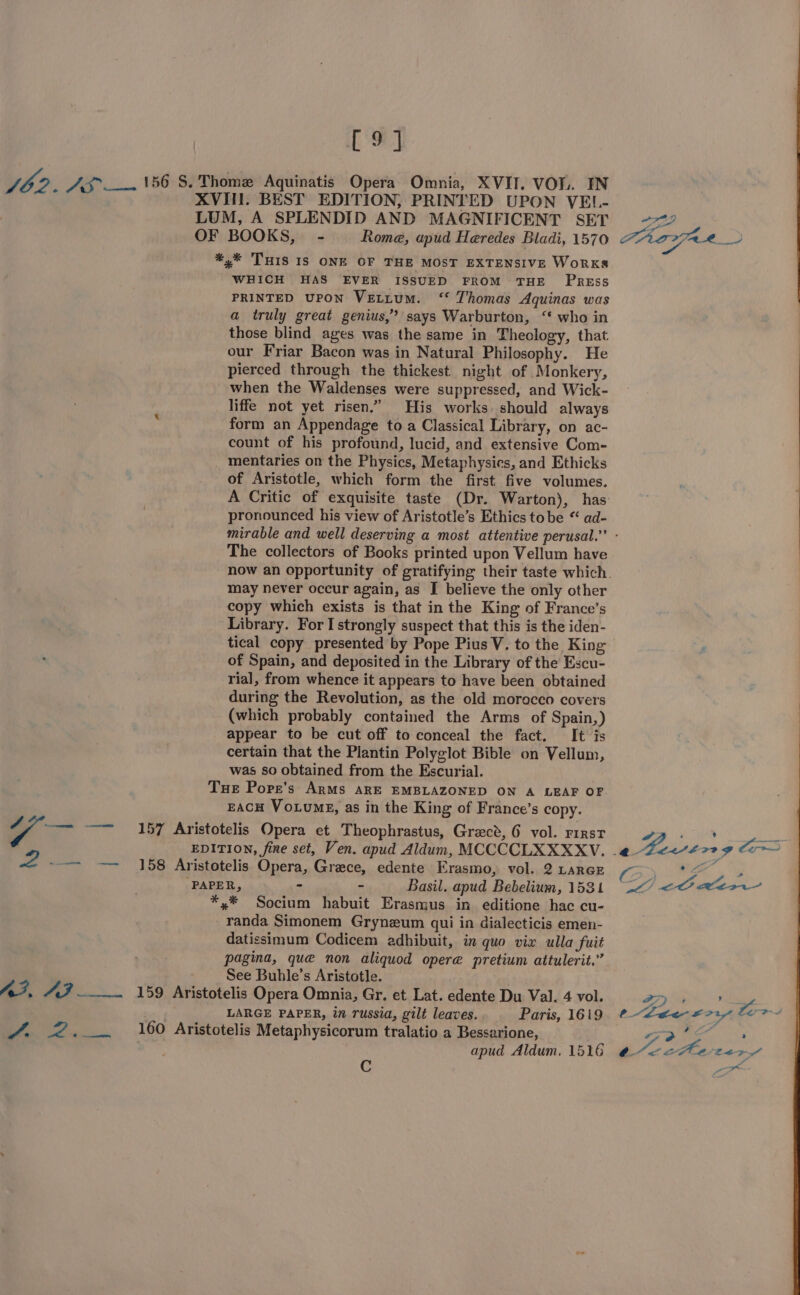 [ 9 ]
162. 15 — 156 S. Thomæ Aquinatis Opera Omnia, XVII. VOL. IN
XVIII. BEST EDITION, PRINTED UPON VEL-
LUM, A SPLENDID AND MAGNIFICENT SET
OF BOOKS, - Romæ, apud Hæredes Bladi, 1570
*⁎* THIS IS ONE OF THE MOST EXTENSIVE WORKS
WHICH HAS EVER ISSUED FROM THE PRESS
PRINTED UPON VELLUM. “ Thomas Aquinas was
a truly great genius,” says Warburton, “ who in
those blind ages was the same in Theology, that
our Friar Bacon was in Natural Philosophy. He
pierced through the thickest night of Monkery,
when the Waldenses were suppressed, and Wick-
liffe not yet risen.” His works should always
form an Appendage to a Classical Library, on ac-
count of his profound, lucid, and extensive Com-
mentaries on the Physics, Metaphysics, and Ethicks
of Aristotle, which form the first five volumes.
A Critic of exquisite taste (Dr. Warton), has
pronounced his view of Aristotle’s Ethics to be “ ad-
mirable and well deserving a most attentive perusal.”
The collectors of Books printed upon Vellum have
now an opportunity of gratifying their taste which
may never occur again, as I believe the only other
copy which exists is that in the King of France’s
Library. For I strongly suspect that this is the iden-
tical copy presented by Pope Pius V. to the King
of Spain, and deposited in the Library of the Escu-
rial, from whence it appears to have been obtained
during the Revolution, as the old morocco covers
(which probably contained the Arms of Spain,)
appear to be cut off to conceal the fact. It is
certain that the Plantin Polyglot Bible on Vellum,
was so obtained from the Escurial.
THE POPE’S ARMS ARE EMBLAZONED ON A LEAF OF
EACH VOLUME, as in the King of France’s copy.
— — 157 Aristotelis Opera et Theophrastus, Græcè, 6 vol. FIRST
EDITION, fine set, Ven. apud Aldum, MCCCCLXXXXV.
2 — — 158 Aristotelis Opera, Græce, edente Erasmo, vol. 2 LARGE
PAPER, - - Basil. apud Bebelium, 1531
*⁎* Socium habuit Erasmus in editione hac cu-
randa Simonem Grynæum qui in dialecticis emen-
datissimum Codicem adhibuit, in quo vix ulla fuit
pagina, quæ non aliquod operæ pretium attulerit.”
See Buhle’s Aristotle.
13 — 159 Aristotelis Opera Omnia, Gr. et Lat. edente Du Val. 4 vol.
LARGE PAPER, in russia, gilt leaves. Paris, 1619
2. — 160 Aristotelis Metaphysicorum tralatio a Bessarione,
apud Aldum. 1516
C